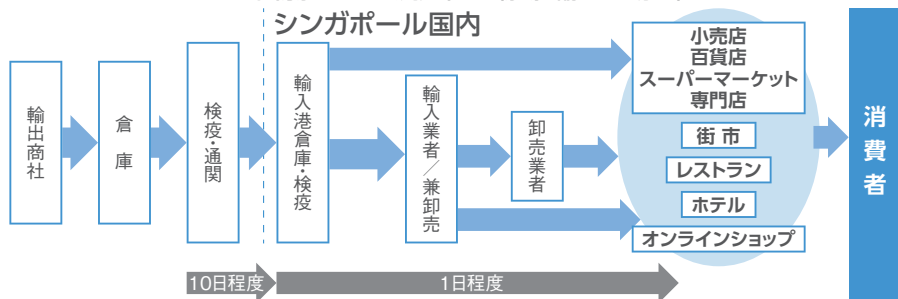 シンガポール国内
輸出商社
倉庫
検疫・通関
輸入港倉庫・検疫
輸入業者／兼卸売
卸売業者
小売店
百貨店
スーパーマーケット
専門店
街市
レストラン
ホテル
オンラインショップ
消費者
10日程度
1日程度